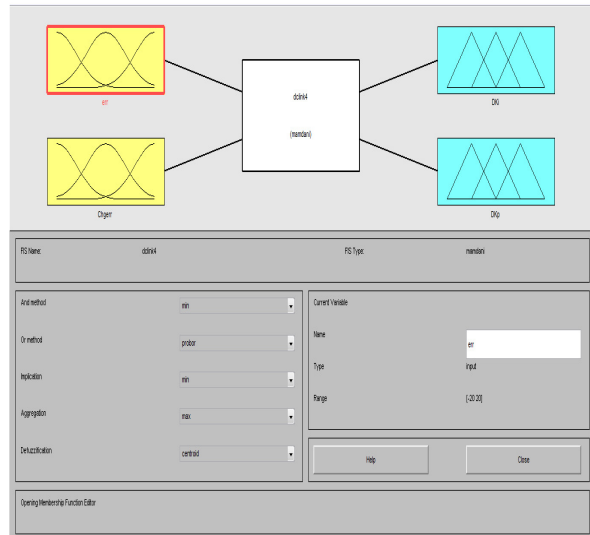 err
Chgerr
dclink4
(mamdani)
DKi
DKp
FIS Name: dclink4 FIS Type: mamdani
And method min
Or method probor
Implication min
Aggregation max
Defuzzification centroid
Current Variable
Name err
Type input
Range [-20 20]
Help Close
Opening Membership Function Editor